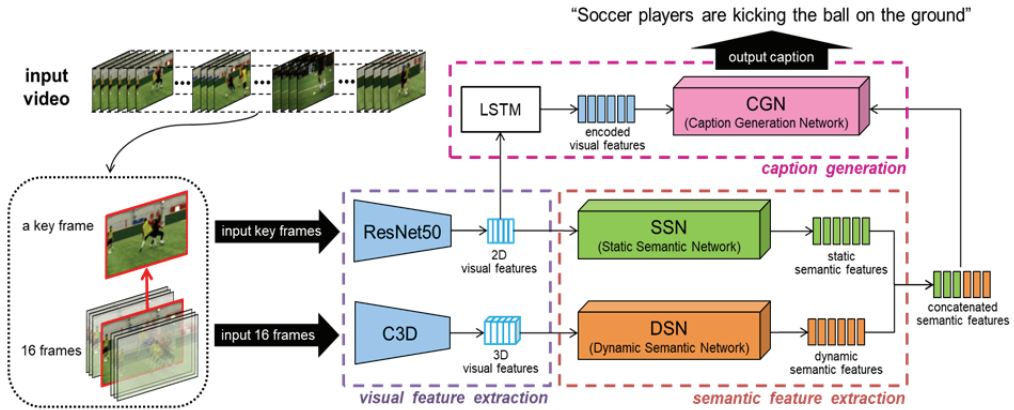 “Soccer players are kicking the ball on the ground”
output caption
input
video
LSTM
encoded
visual features
CGN
(Caption Generation Network)
caption generation
a key frame
input key frames
ResNet50
2D
visual features
SSN
(Static Semantic Network)
static
semantic features
16 frames
input 16 frames
C3D
3D
visual features
DSN
(Dynamic Semantic Network)
dynamic
semantic features
concatenated
semantic features
visual feature extraction
semantic feature extraction